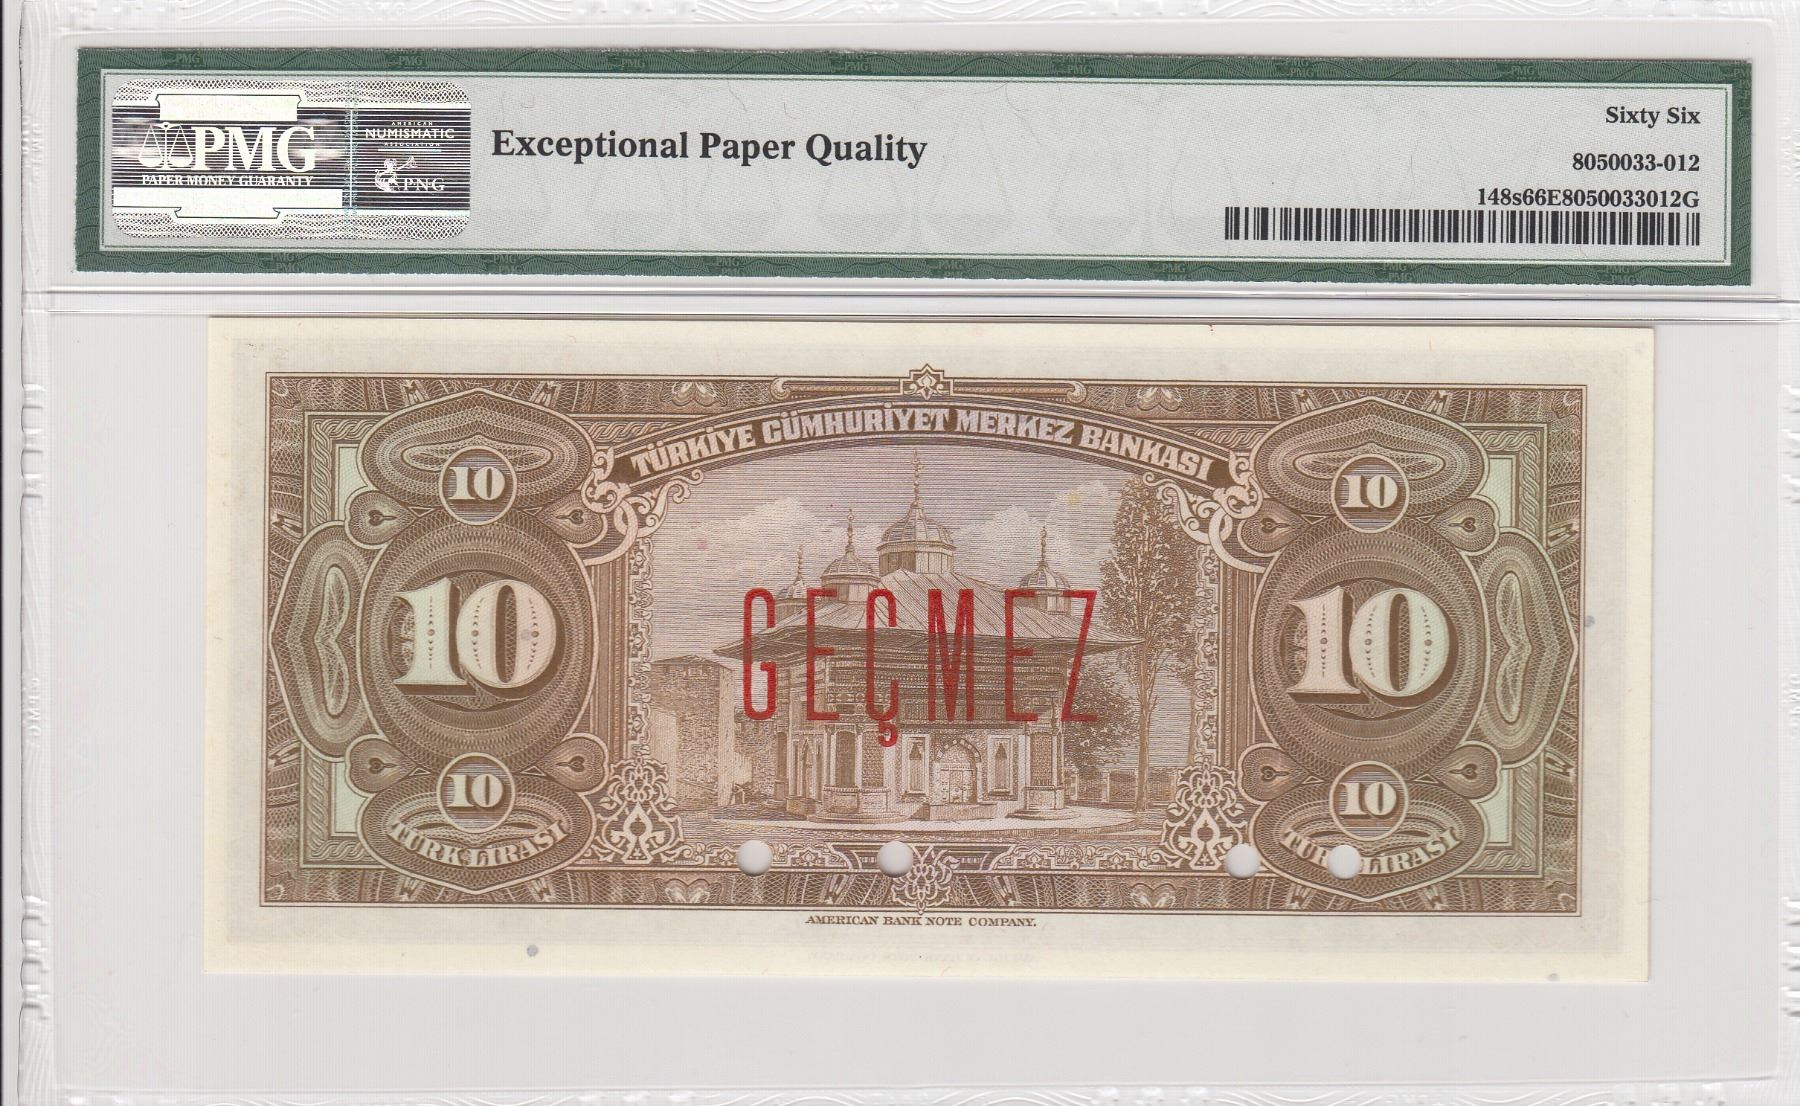 PMG
PAPER MONEY GUARANTY
AMERICAN
NUMISMATIC
ASSOCIATION
PNG
Exceptional Paper Quality
Sixty Six
8050033-012
148s66E8050033012G
TÜRKİYE CÜMHURİYET MERKEZ BANKASI
10
10
10
10
GEÇMEZ
10
10
TÜRK LİRASI
TÜRK LİRASI
AMERICAN BANK NOTE COMPANY.